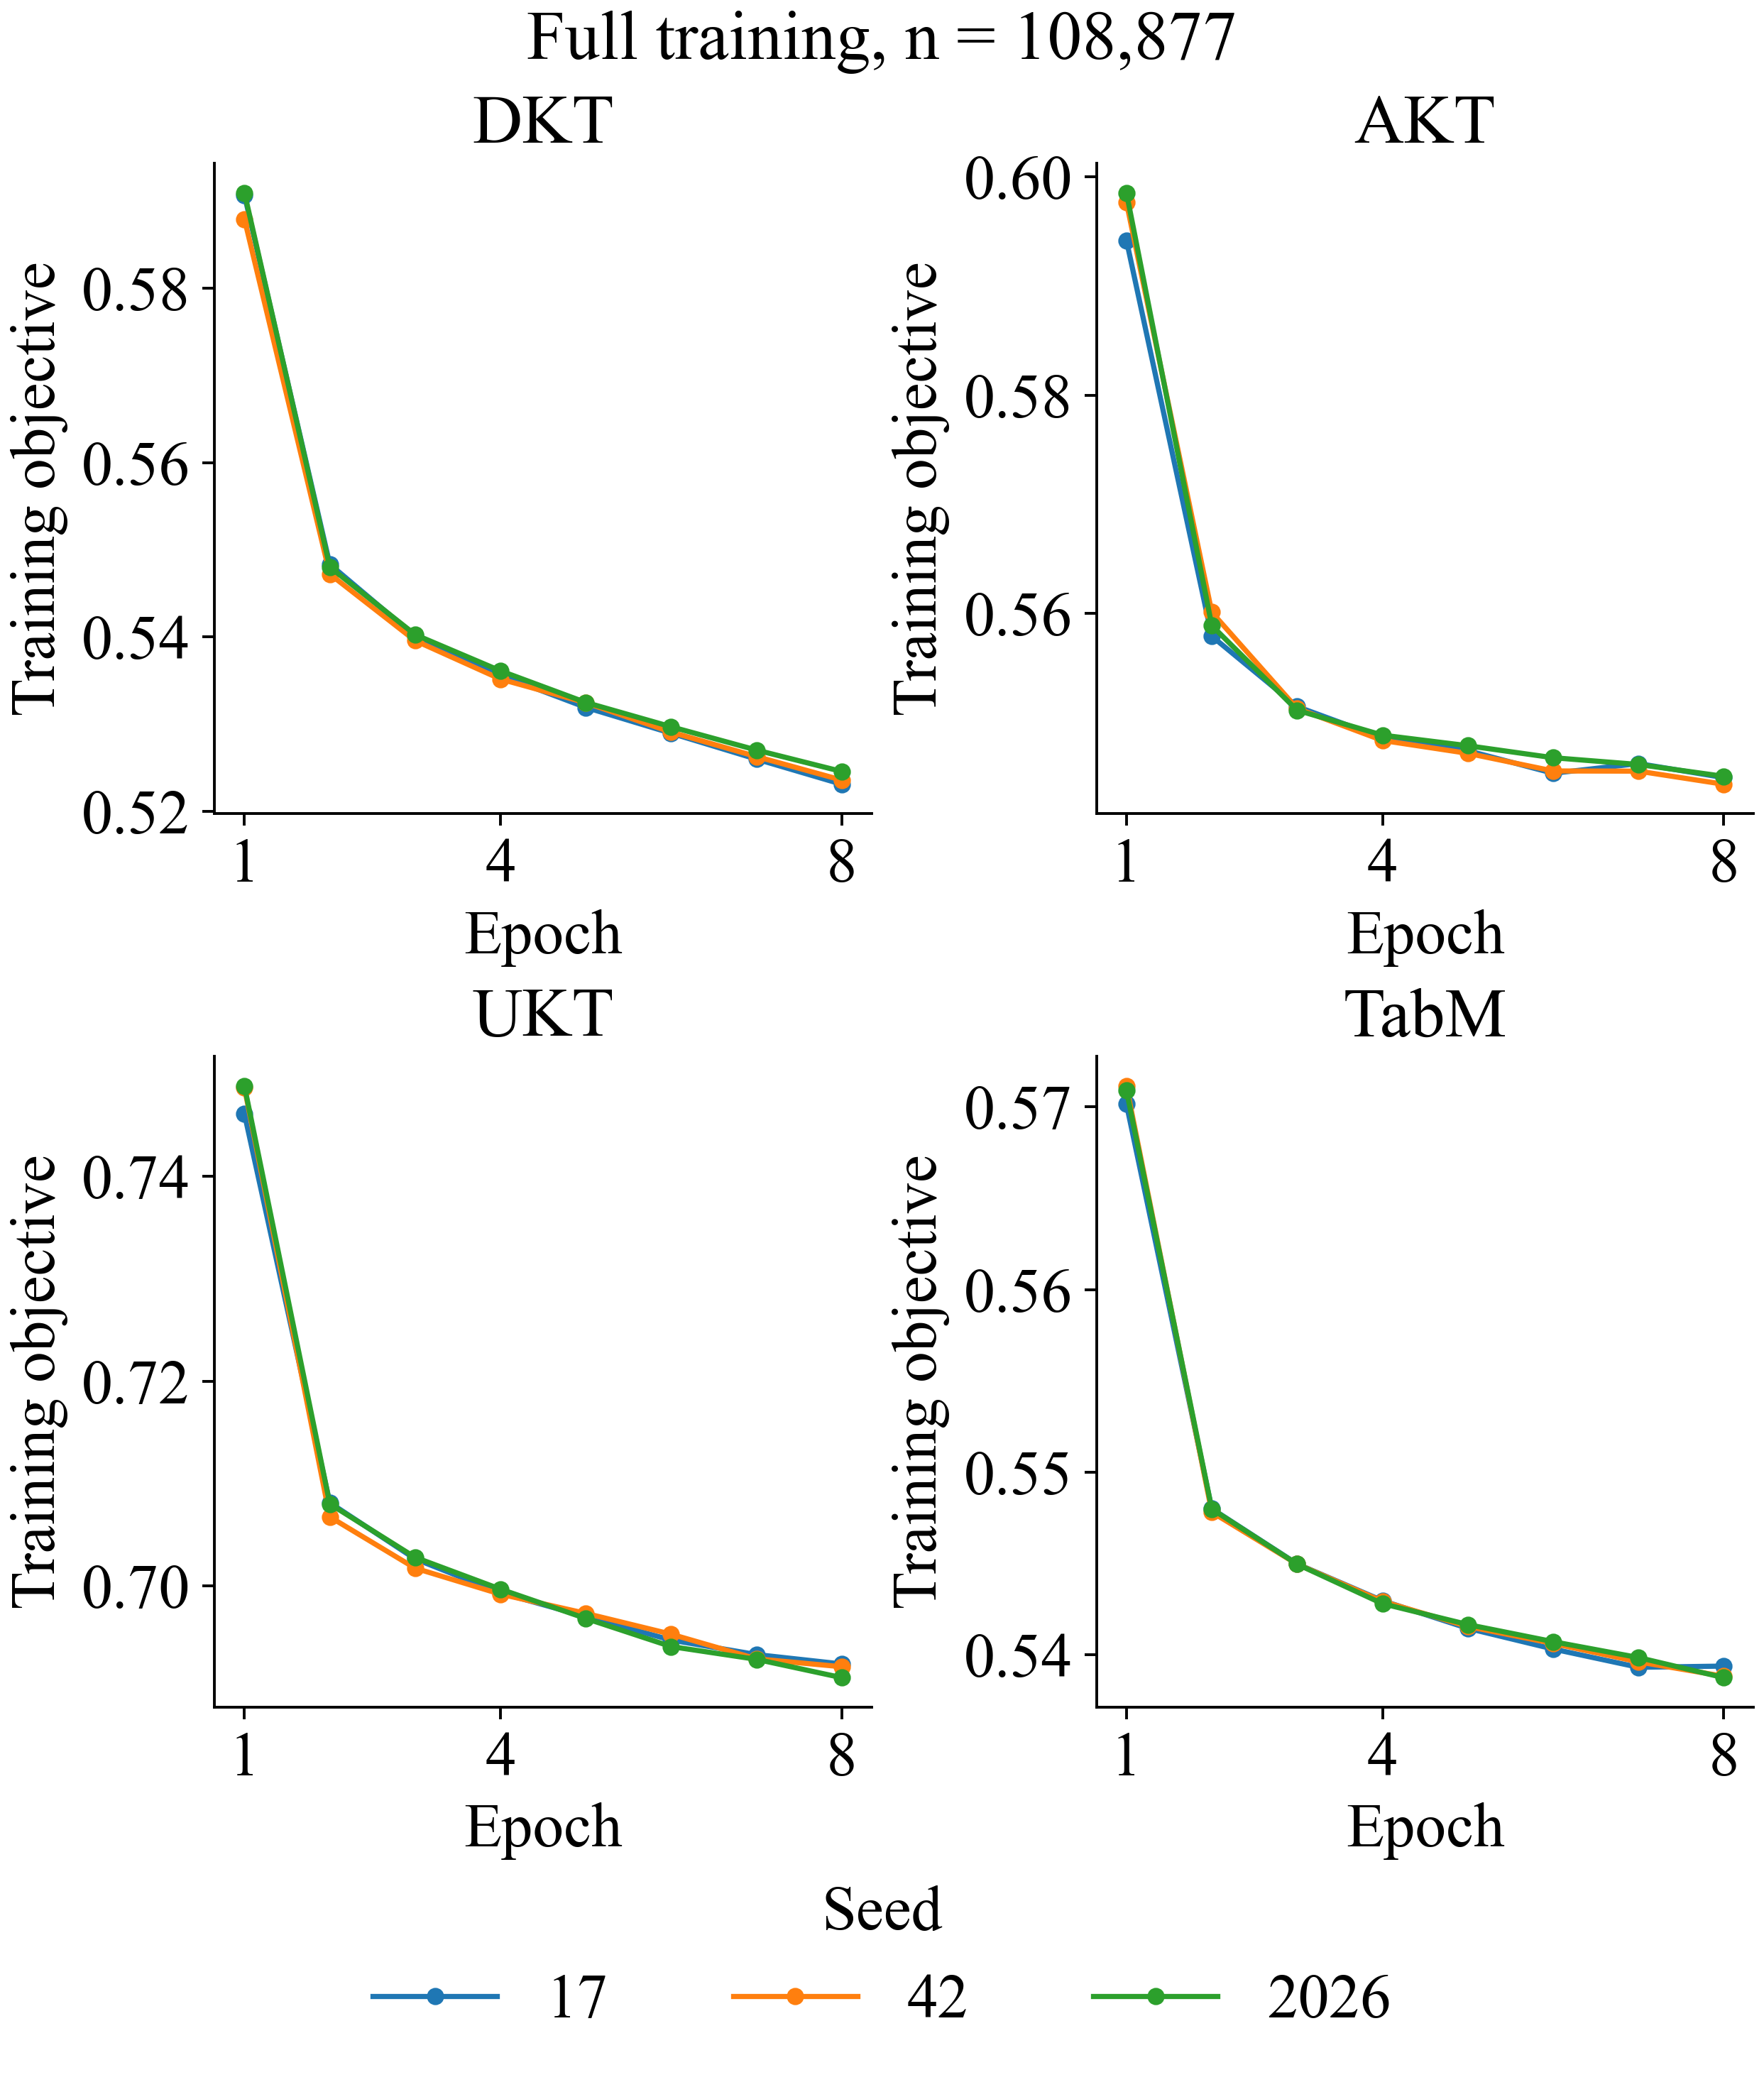 Full training, n = 108,877
DKT
AKT
Training objective
0.58
0.56
0.54
0.52
1 4 8
Epoch
Training objective
0.60
0.58
0.56
1 4 8
Epoch
UKT
TabM
Training objective
0.74
0.72
0.70
1 4 8
Epoch
Training objective
0.57
0.56
0.55
0.54
1 4 8
Epoch
Seed
17 42 2026